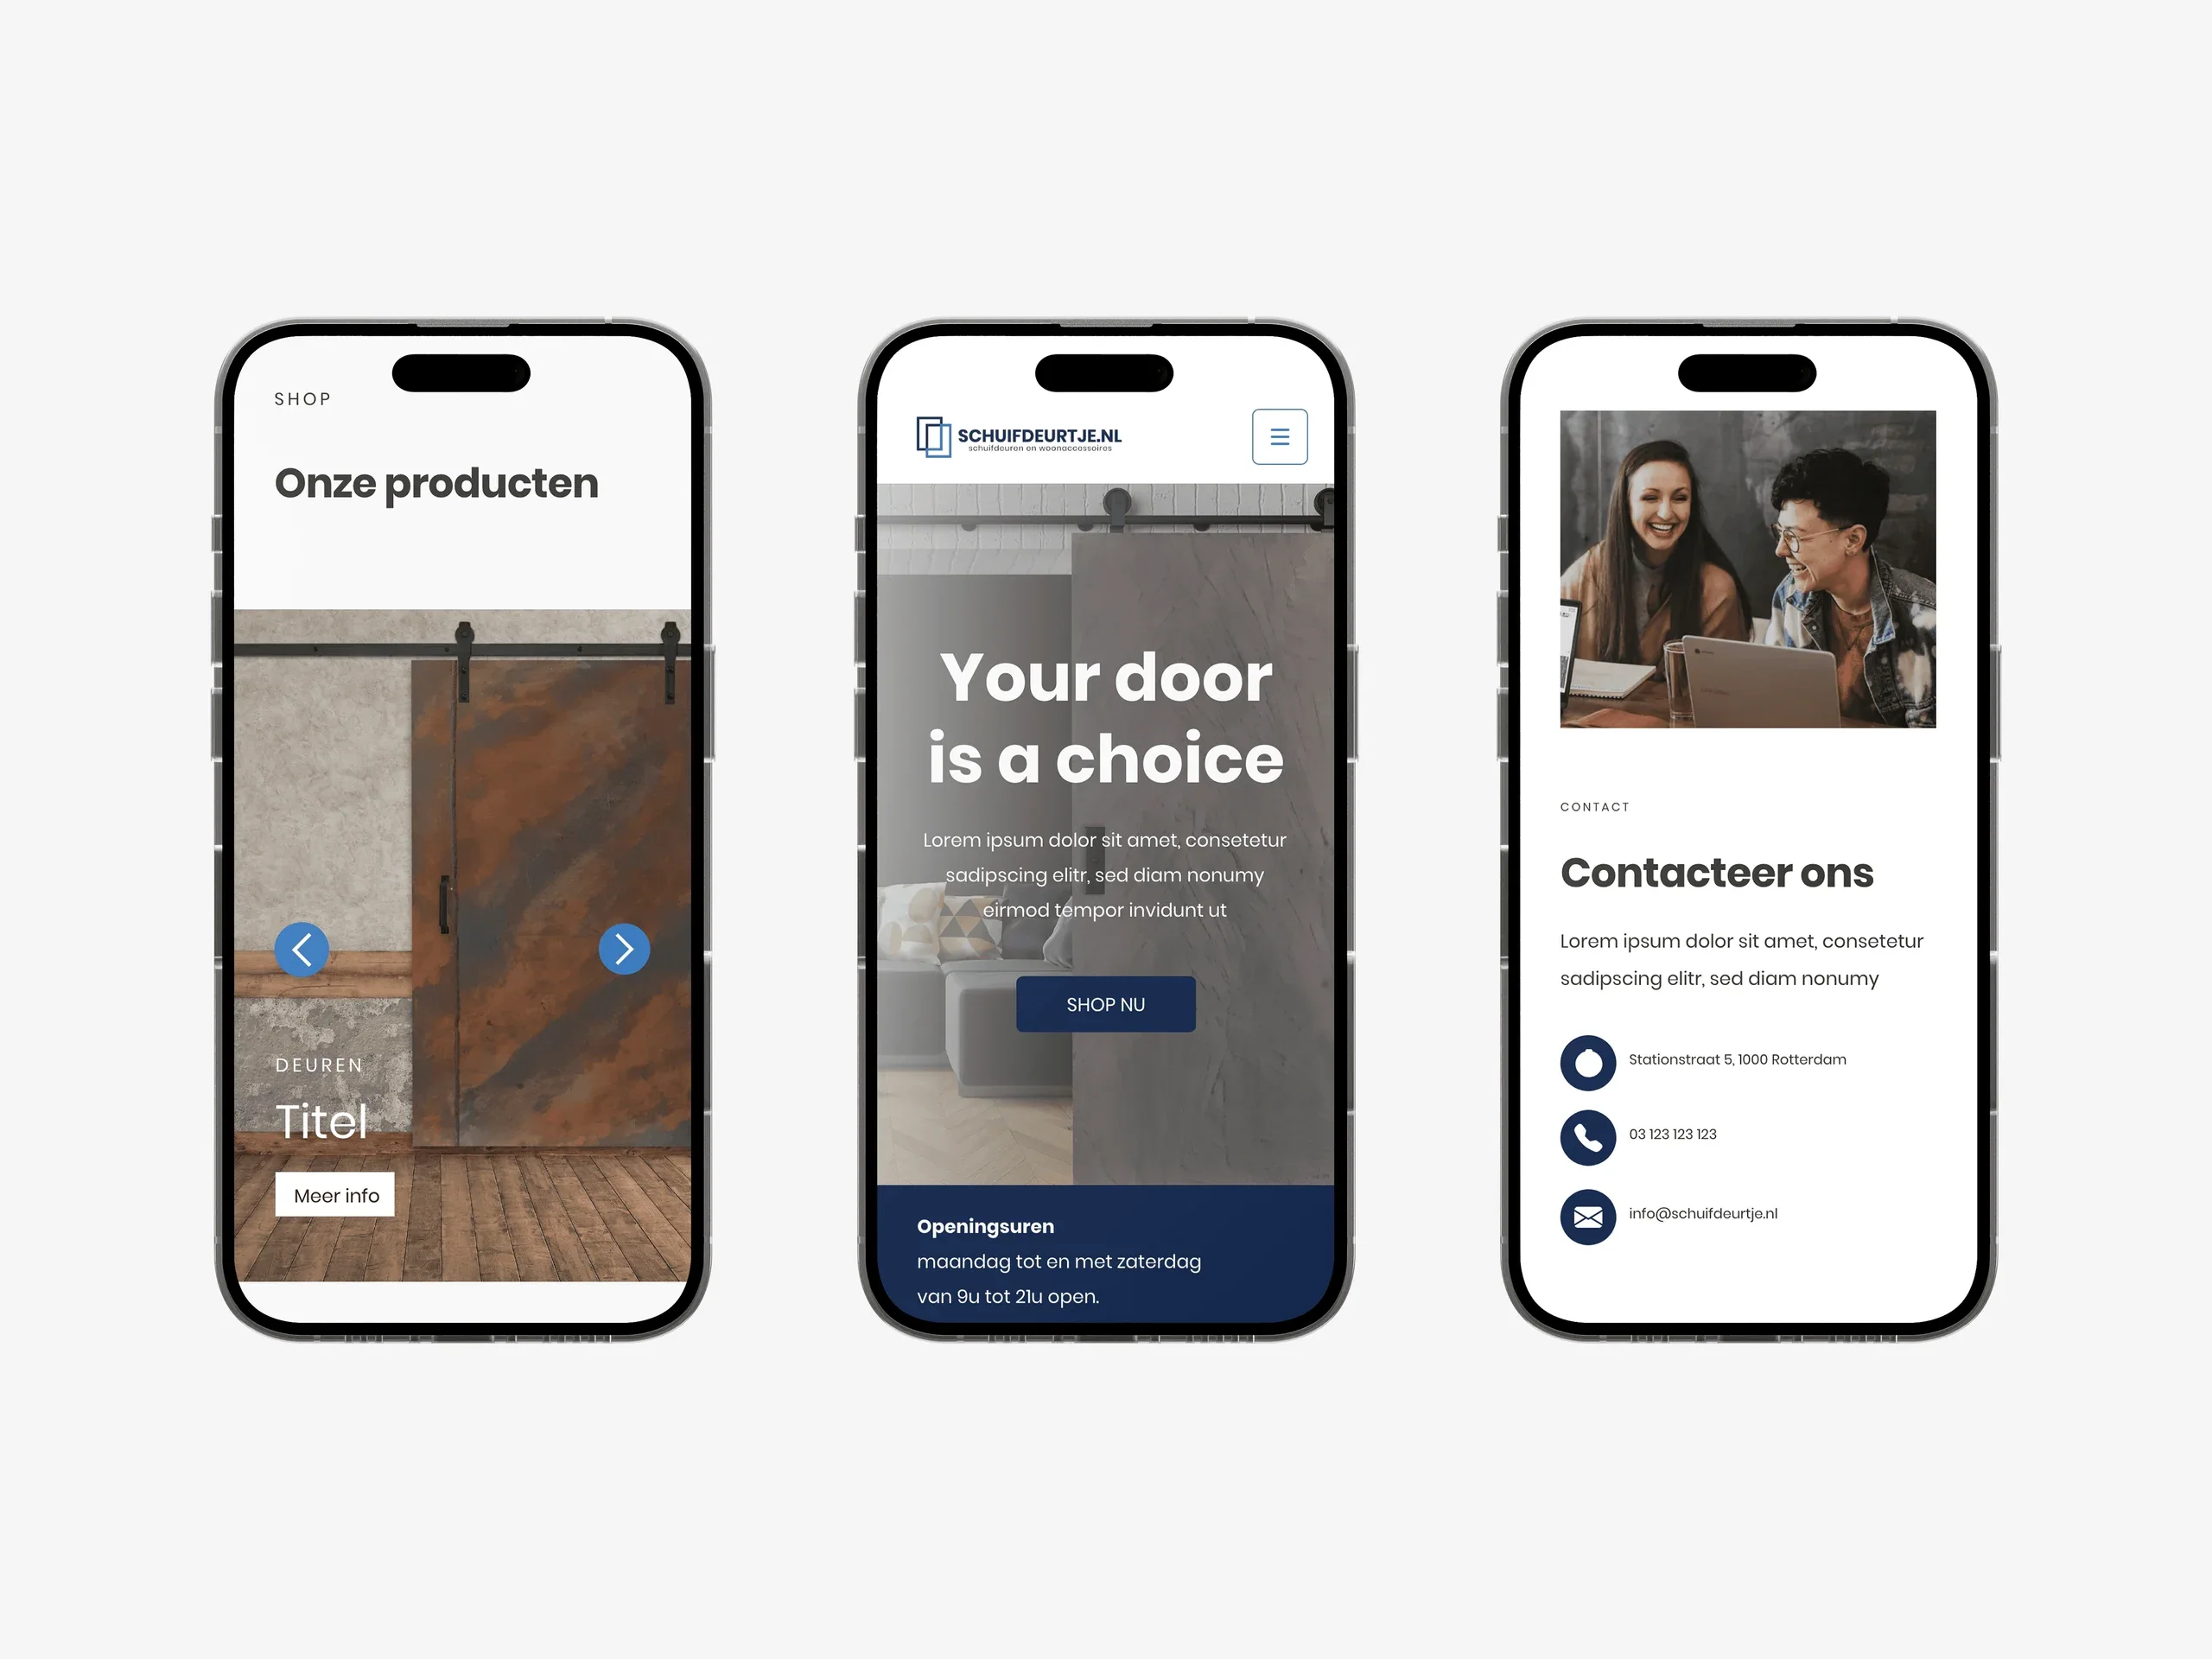 SHOP
Onze producten
DEUREN
Titel
Meer info
SCHUIFDEURTJE.NL
schuifdeuren en woonaccessoires
Your door
is a choice
Lorem ipsum dolor sit amet, consetetur
sadipscing elitr, sed diam nonumy
eirmod tempor invidunt ut
SHOP NU
Openingsuren
maandag tot en met zaterdag
van 9u tot 21u open.
CONTACT
Contacteer ons
Lorem ipsum dolor sit amet, consetetur
sadipscing elitr, sed diam nonumy
Stationstraat 5, 1000 Rotterdam
03 123 123 123
info@schuifdeurtje.nl